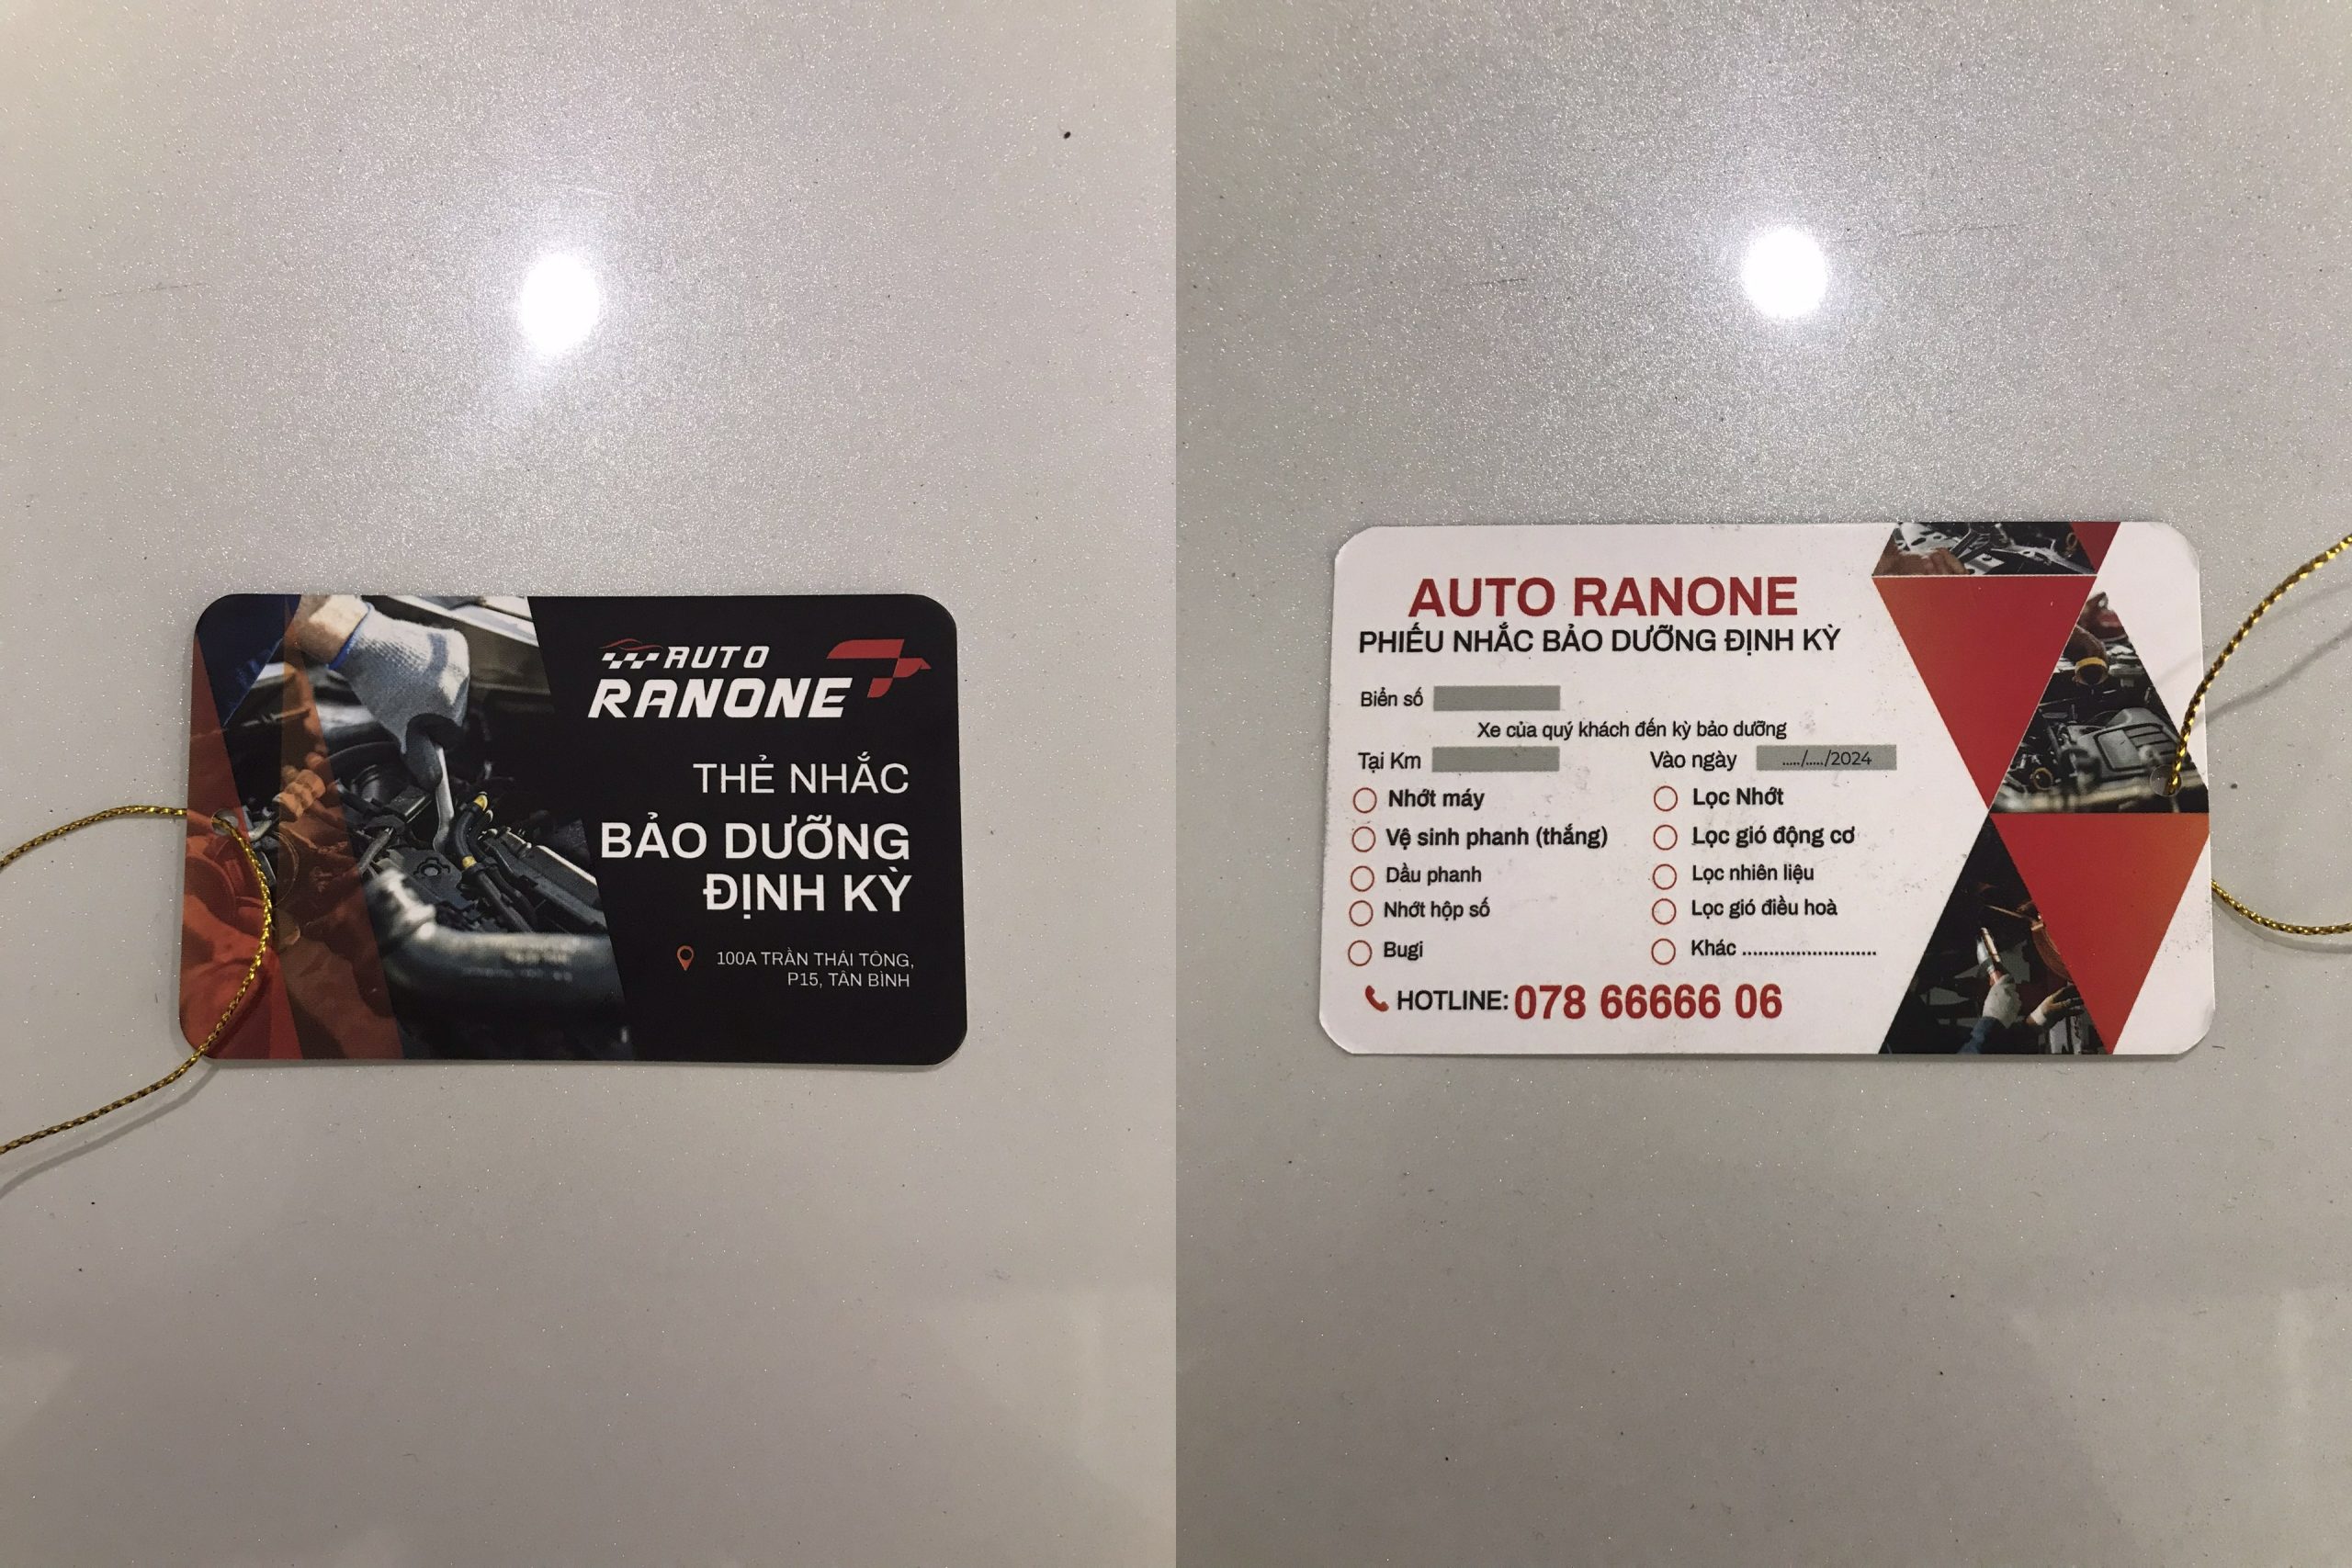 AUTO
RANONE
THẺ NHẮC
BẢO DƯỠNG
ĐỊNH KỲ
100A TRẦN THÁI TÔNG,
P15, TÂN BÌNH
AUTO RANONE
PHIẾU NHẮC BẢO DƯỠNG ĐỊNH KỲ
Biển số
Xe của quý khách đến kỳ bảo dưỡng
Tại Km Vào ngày ...../...../2024
Nhớt máy Lọc Nhớt
Vệ sinh phanh (thắng) Lọc gió động cơ
Dầu phanh Lọc nhiên liệu
Nhớt hộp số Lọc gió điều hoà
Bugi Khác .........................
HOTLINE: 078 66666 06